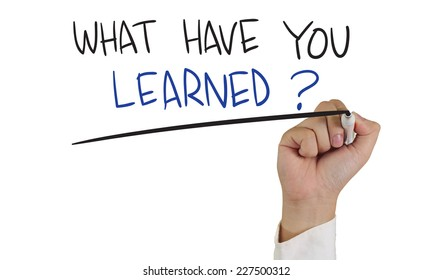 WHAT HAVE YOU
LEARNED ?
shutterstock.com · 227500312